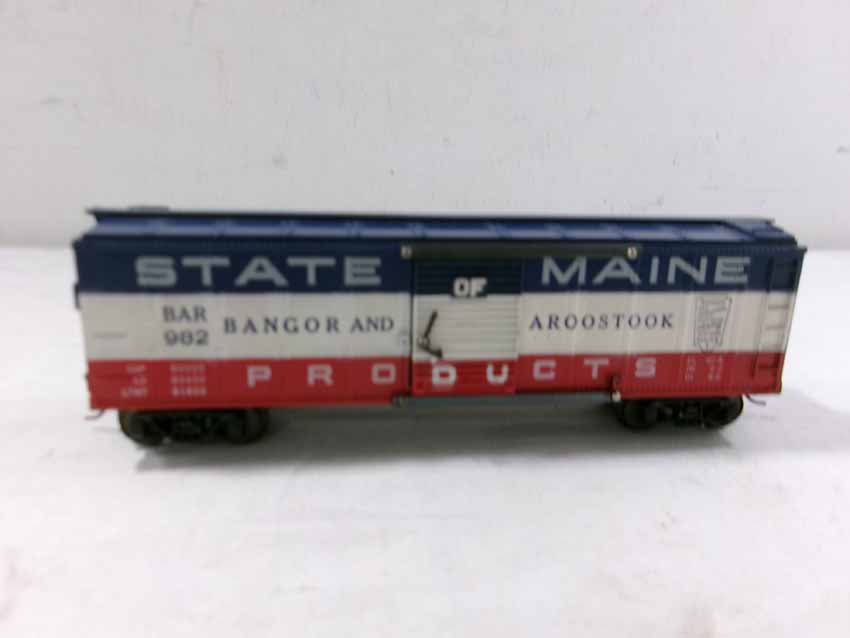 STATE OF MAINE
BAR
982
BANGOR AND AROOSTOOK
PRODUCTS